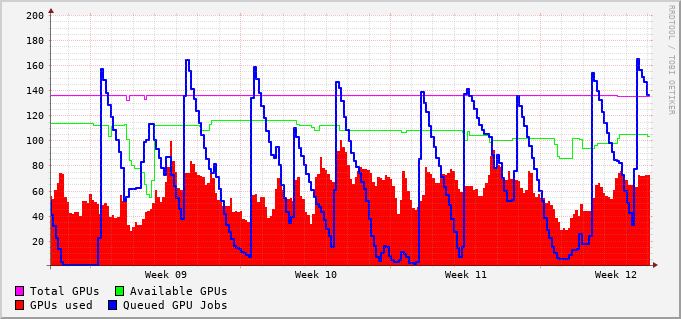 200
180
160
140
120
100
80
60
40
20
Week 09 Week 10 Week 11 Week 12
Total GPUs Available GPUs
GPUs used Queued GPU Jobs
RRDTOOL / TOBI OETIKER